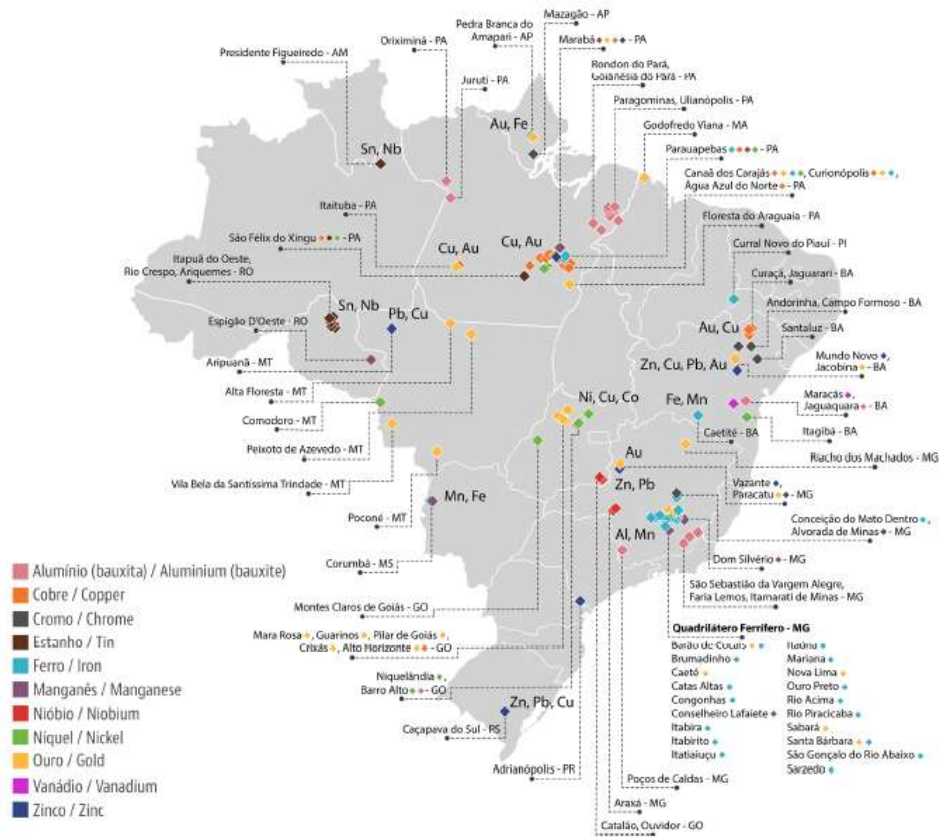 Mazagão - AP
Pedra Branca do
Amapari - AP
Oriximiná - PA
Marabá - PA
Presidente Figueiredo - AM
Rondon do Pará,
Goianésia do Pará - PA
Juruti - PA
Paragominas, Ulianópolis - PA
Au, Fe
Godofredo Viana - MA
Sn, Nb
Parauapebas - PA
Canaã dos Carajás, Curionópolis,
Água Azul do Norte - PA
Itaituba - PA
Floresta do Araguaia - PA
São Félix do Xingu - PA
Cu, Au
Cu, Au
Curral Novo do Piauí - PI
Itapuã do Oeste,
Rio Crespo, Ariquemes - RO
Curaçá, Jaguarari - BA
Sn, Nb
Pb, Cu
Andorinha, Campo Formoso - BA
Espigão D'Oeste - RO
Au, Cu
Santaluz - BA
Aripuanã - MT
Zn, Cu, Pb, Au
Mundo Novo,
Jacobina - BA
Alta Floresta - MT
Maracás,
Jaguaquara - BA
Comodoro - MT
Ni, Cu, Co
Fe, Mn
Peixoto de Azevedo - MT
Caetité - BA
Itagibá - BA
Au
Riacho dos Machados - MG
Vila Bela da Santíssima Trindade - MT
Zn, Pb
Vazante,
Paracatu - MG
Mn, Fe
Poconé - MT
Conceição do Mato Dentro,
Alvorada de Minas - MG
Al, Mn
Corumbá - MS
Dom Silvério - MG
São Sebastião da Vargem Alegre,
Faria Lemos, Itamarati de Minas - MG
Montes Claros de Goiás - GO
Alumínio (bauxita) / Aluminium (bauxite)
Cobre / Copper
Cromo / Chrome
Estanho / Tin
Ferro / Iron
Manganês / Manganese
Nióbio / Niobium
Níquel / Nickel
Ouro / Gold
Vanádio / Vanadium
Zinco / Zinc
Mara Rosa, Guarinos, Pilar de Goiás,
Crixás, Alto Horizonte - GO
Niquelândia,
Barro Alto - GO
Zn, Pb, Cu
Caçapava do Sul - RS
Adrianópolis - PR
Quadrilátero Ferrífero - MG
Barão de Cocais
Brumadinho
Caeté
Catas Altas
Congonhas
Conselheiro Lafaiete
Itabira
Itabirito
Itatiaiuçu
Itaúna
Mariana
Nova Lima
Ouro Preto
Rio Acima
Rio Piracicaba
Sabará
Santa Bárbara
São Gonçalo do Rio Abaixo
Sarzedo
Poços de Caldas - MG
Araxá - MG
Catalão, Ouvidor - GO